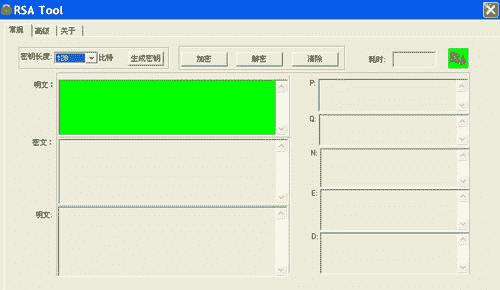 RSA Tool
常规 高级 关于
密钥长度: 128 比特 生成密钥 加密 解密 清除 耗时:
RSA
明文:
P:
Q:
密文:
N:
E:
明文:
D: